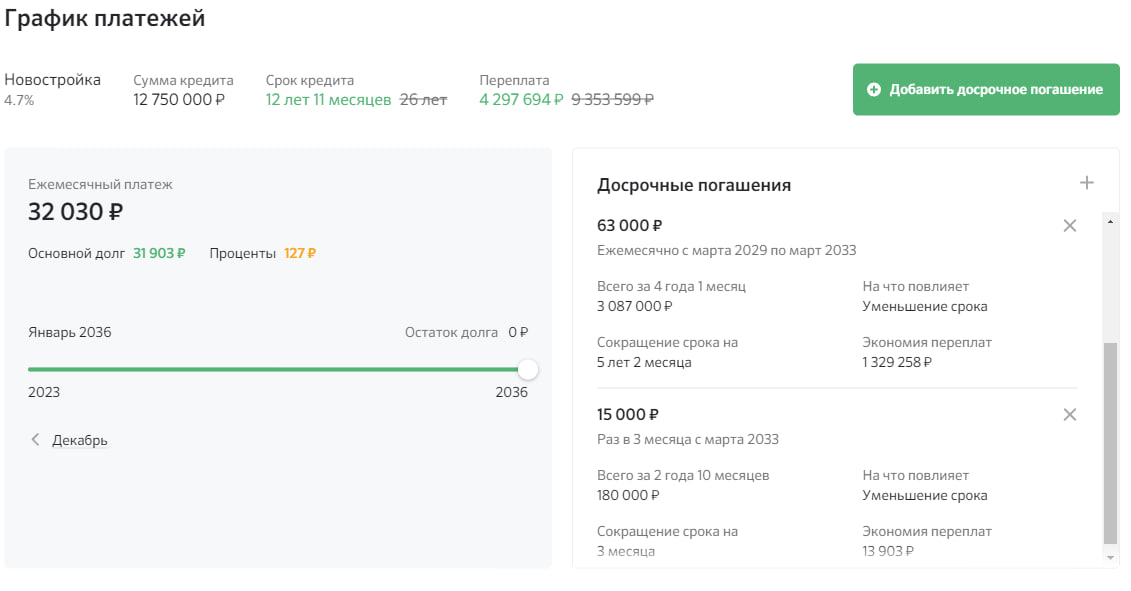 График платежей
Новостройка
4.7%
Сумма кредита
12 750 000 ₽
Срок кредита
12 лет 11 месяцев 26 лет
Переплата
4 297 694 ₽ 9 353 599 ₽
Добавить досрочное погашение
Ежемесячный платеж
32 030 ₽
Основной долг 31 903 ₽ Проценты 127 ₽
Январь 2036 Остаток долга 0 ₽
2023 2036
Декабрь
Досрочные погашения
63 000 ₽
Ежемесячно с марта 2029 по март 2033
Всего за 4 года 1 месяц
3 087 000 ₽
На что повлияет
Уменьшение срока
Сокращение срока на
5 лет 2 месяца
Экономия переплат
1 329 258 ₽
15 000 ₽
Раз в 3 месяца с марта 2033
Всего за 2 года 10 месяцев
180 000 ₽
На что повлияет
Уменьшение срока
Сокращение срока на
3 месяца
Экономия переплат
13 903 ₽